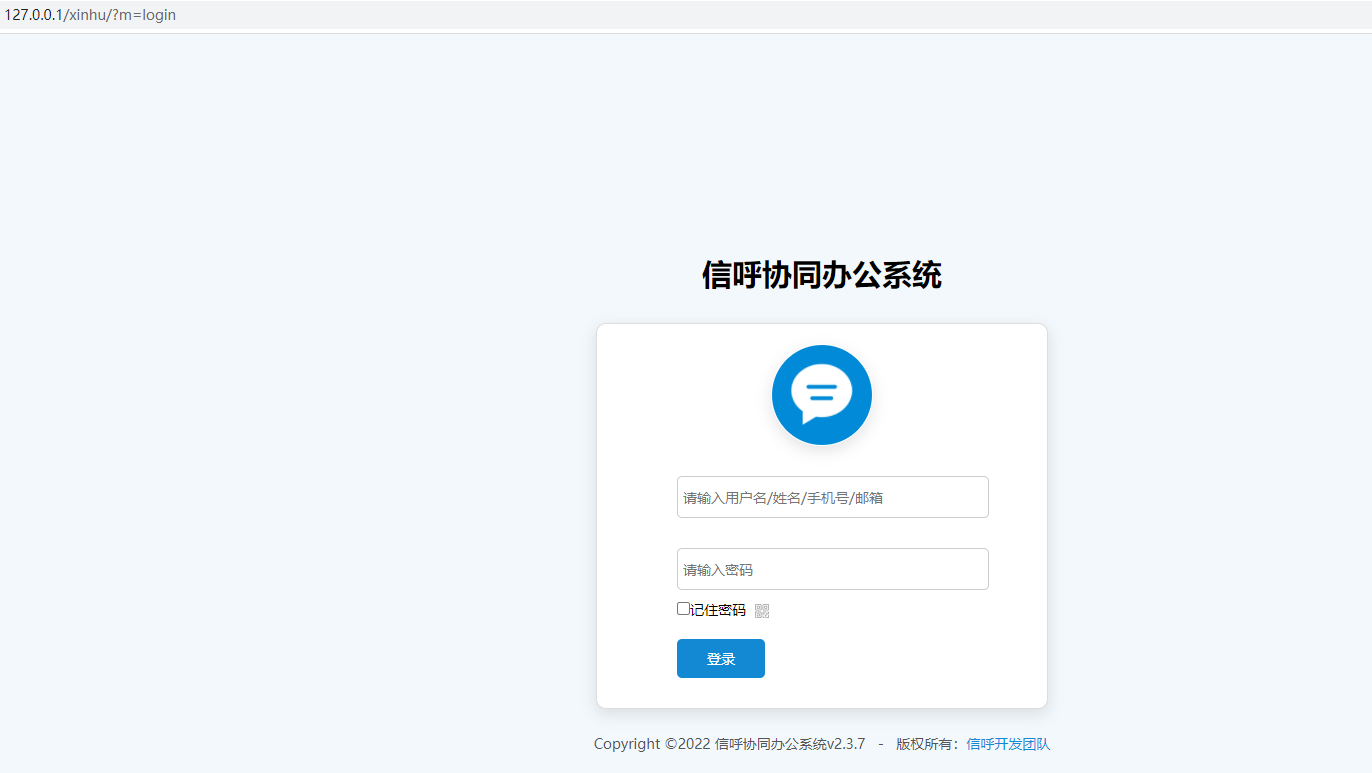 127.0.0.1/xinhu/?m=login
信呼协同办公系统
请输入用户名/姓名/手机号/邮箱
请输入密码
记住密码
登录
Copyright ©2022 信呼协同办公系统v2.3.7 - 版权所有：信呼开发团队